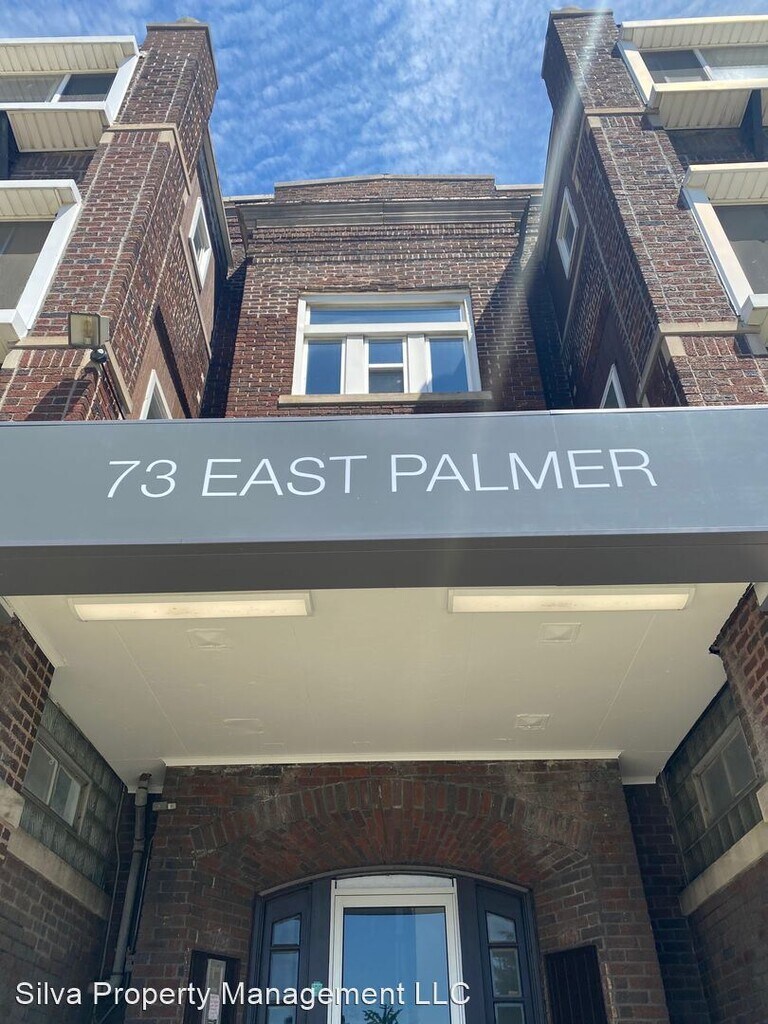 73 EAST PALMER
Silva Property Management LLC